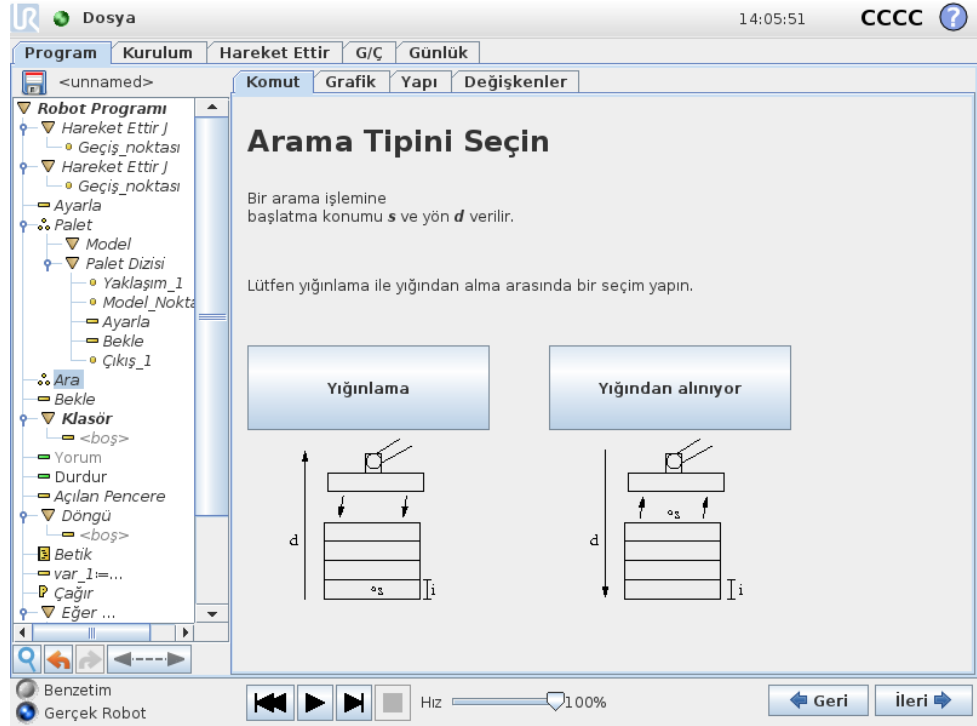 UR Dosya 14:05:51 CCCC ?
Program Kurulum Hareket Ettir G/Ç Günlük
<unnamed>
Komut Grafik Yapı Değişkenler
Robot Programı
Hareket Ettir J
Geçiş_noktası
Hareket Ettir J
Geçiş_noktası
Ayarla
Palet
Model
Palet Dizisi
Yaklaşım_1
Model_Nokta
Ayarla
Bekle
Çıkış_1
Ara
Bekle
Klasör
<boş>
Yorum
Durdur
Açılan Pencere
Döngü
<boş>
Betik
var_1:=...
Çağır
Eğer ...
Arama Tipini Seçin
Bir arama işlemine
başlatma konumu s ve yön d verilir.
Lütfen yığınlama ile yığından alma arasında bir seçim yapın.
Yığınlama Yığından alınıyor
s
d d
s i i
Benzetim
Gerçek Robot
Hız 100%
Geri İleri